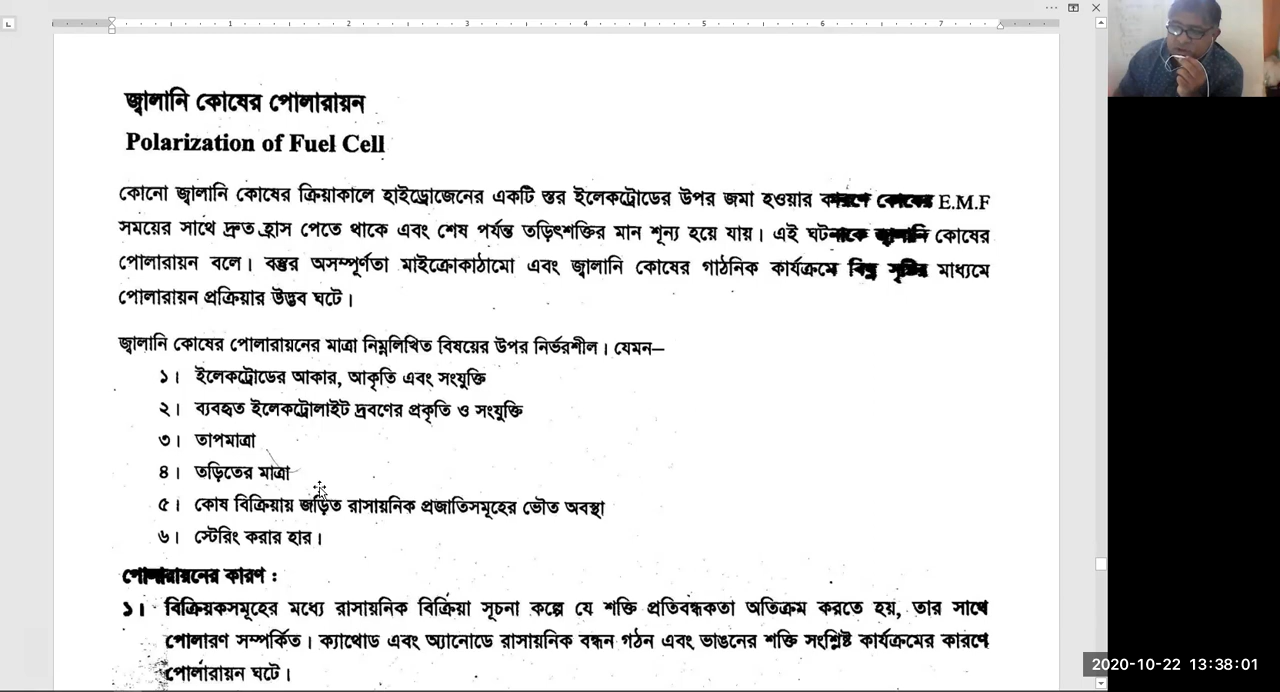 জ্বালানি কোষের পোলারায়ন
Polarization of Fuel Cell
কোনো জ্বালানি কোষের ক্রিয়াকালে হাইড্রোজেনের একটি স্তর ইলেকট্রোডের উপর জমা হওয়ার কারণে কোষের E.M.F
সময়ের সাথে দ্রুত হ্রাস পেতে থাকে এবং শেষ পর্যন্ত তড়িৎশক্তির মান শূন্য হয়ে যায়। এই ঘটনাকে জ্বালানি কোষের
পোলারায়ন বলে। বস্তুর অসম্পূর্ণতা মাইক্রোকাঠামো এবং জ্বালানি কোষের গাঠনিক কার্যক্রমে বিঘ্ন সৃষ্টির মাধ্যমে
পোলারায়ন প্রক্রিয়ার উদ্ভব ঘটে।
জ্বালানি কোষের পোলারায়নের মাত্রা নিম্নলিখিত বিষয়ের উপর নির্ভরশীল। যেমন–
১। ইলেকট্রোডের আকার, আকৃতি এবং সংযুক্তি
২। ব্যবহৃত ইলেকট্রোলাইট দ্রবণের প্রকৃতি ও সংযুক্তি
৩। তাপমাত্রা
৪। তড়িতের মাত্রা
৫। কোষ বিক্রিয়ায় জড়িত রাসায়নিক প্রজাতিসমূহের ভৌত অবস্থা
৬। স্টেরিং করার হার।
পোলারায়নের কারণ :
১। বিক্রিয়কসমূহের মধ্যে রাসায়নিক বিক্রিয়া সূচনা কল্পে যে শক্তি প্রতিবন্ধকতা অতিক্রম করতে হয়, তার সাথে
পোলারণ সম্পর্কিত। ক্যাথোড এবং অ্যানোডে রাসায়নিক বন্ধন গঠন এবং ভাঙনের শক্তি সংশ্লিষ্ট কার্যক্রমের কারণে
পোলারায়ন ঘটে।
2020-10-22 13:38:01